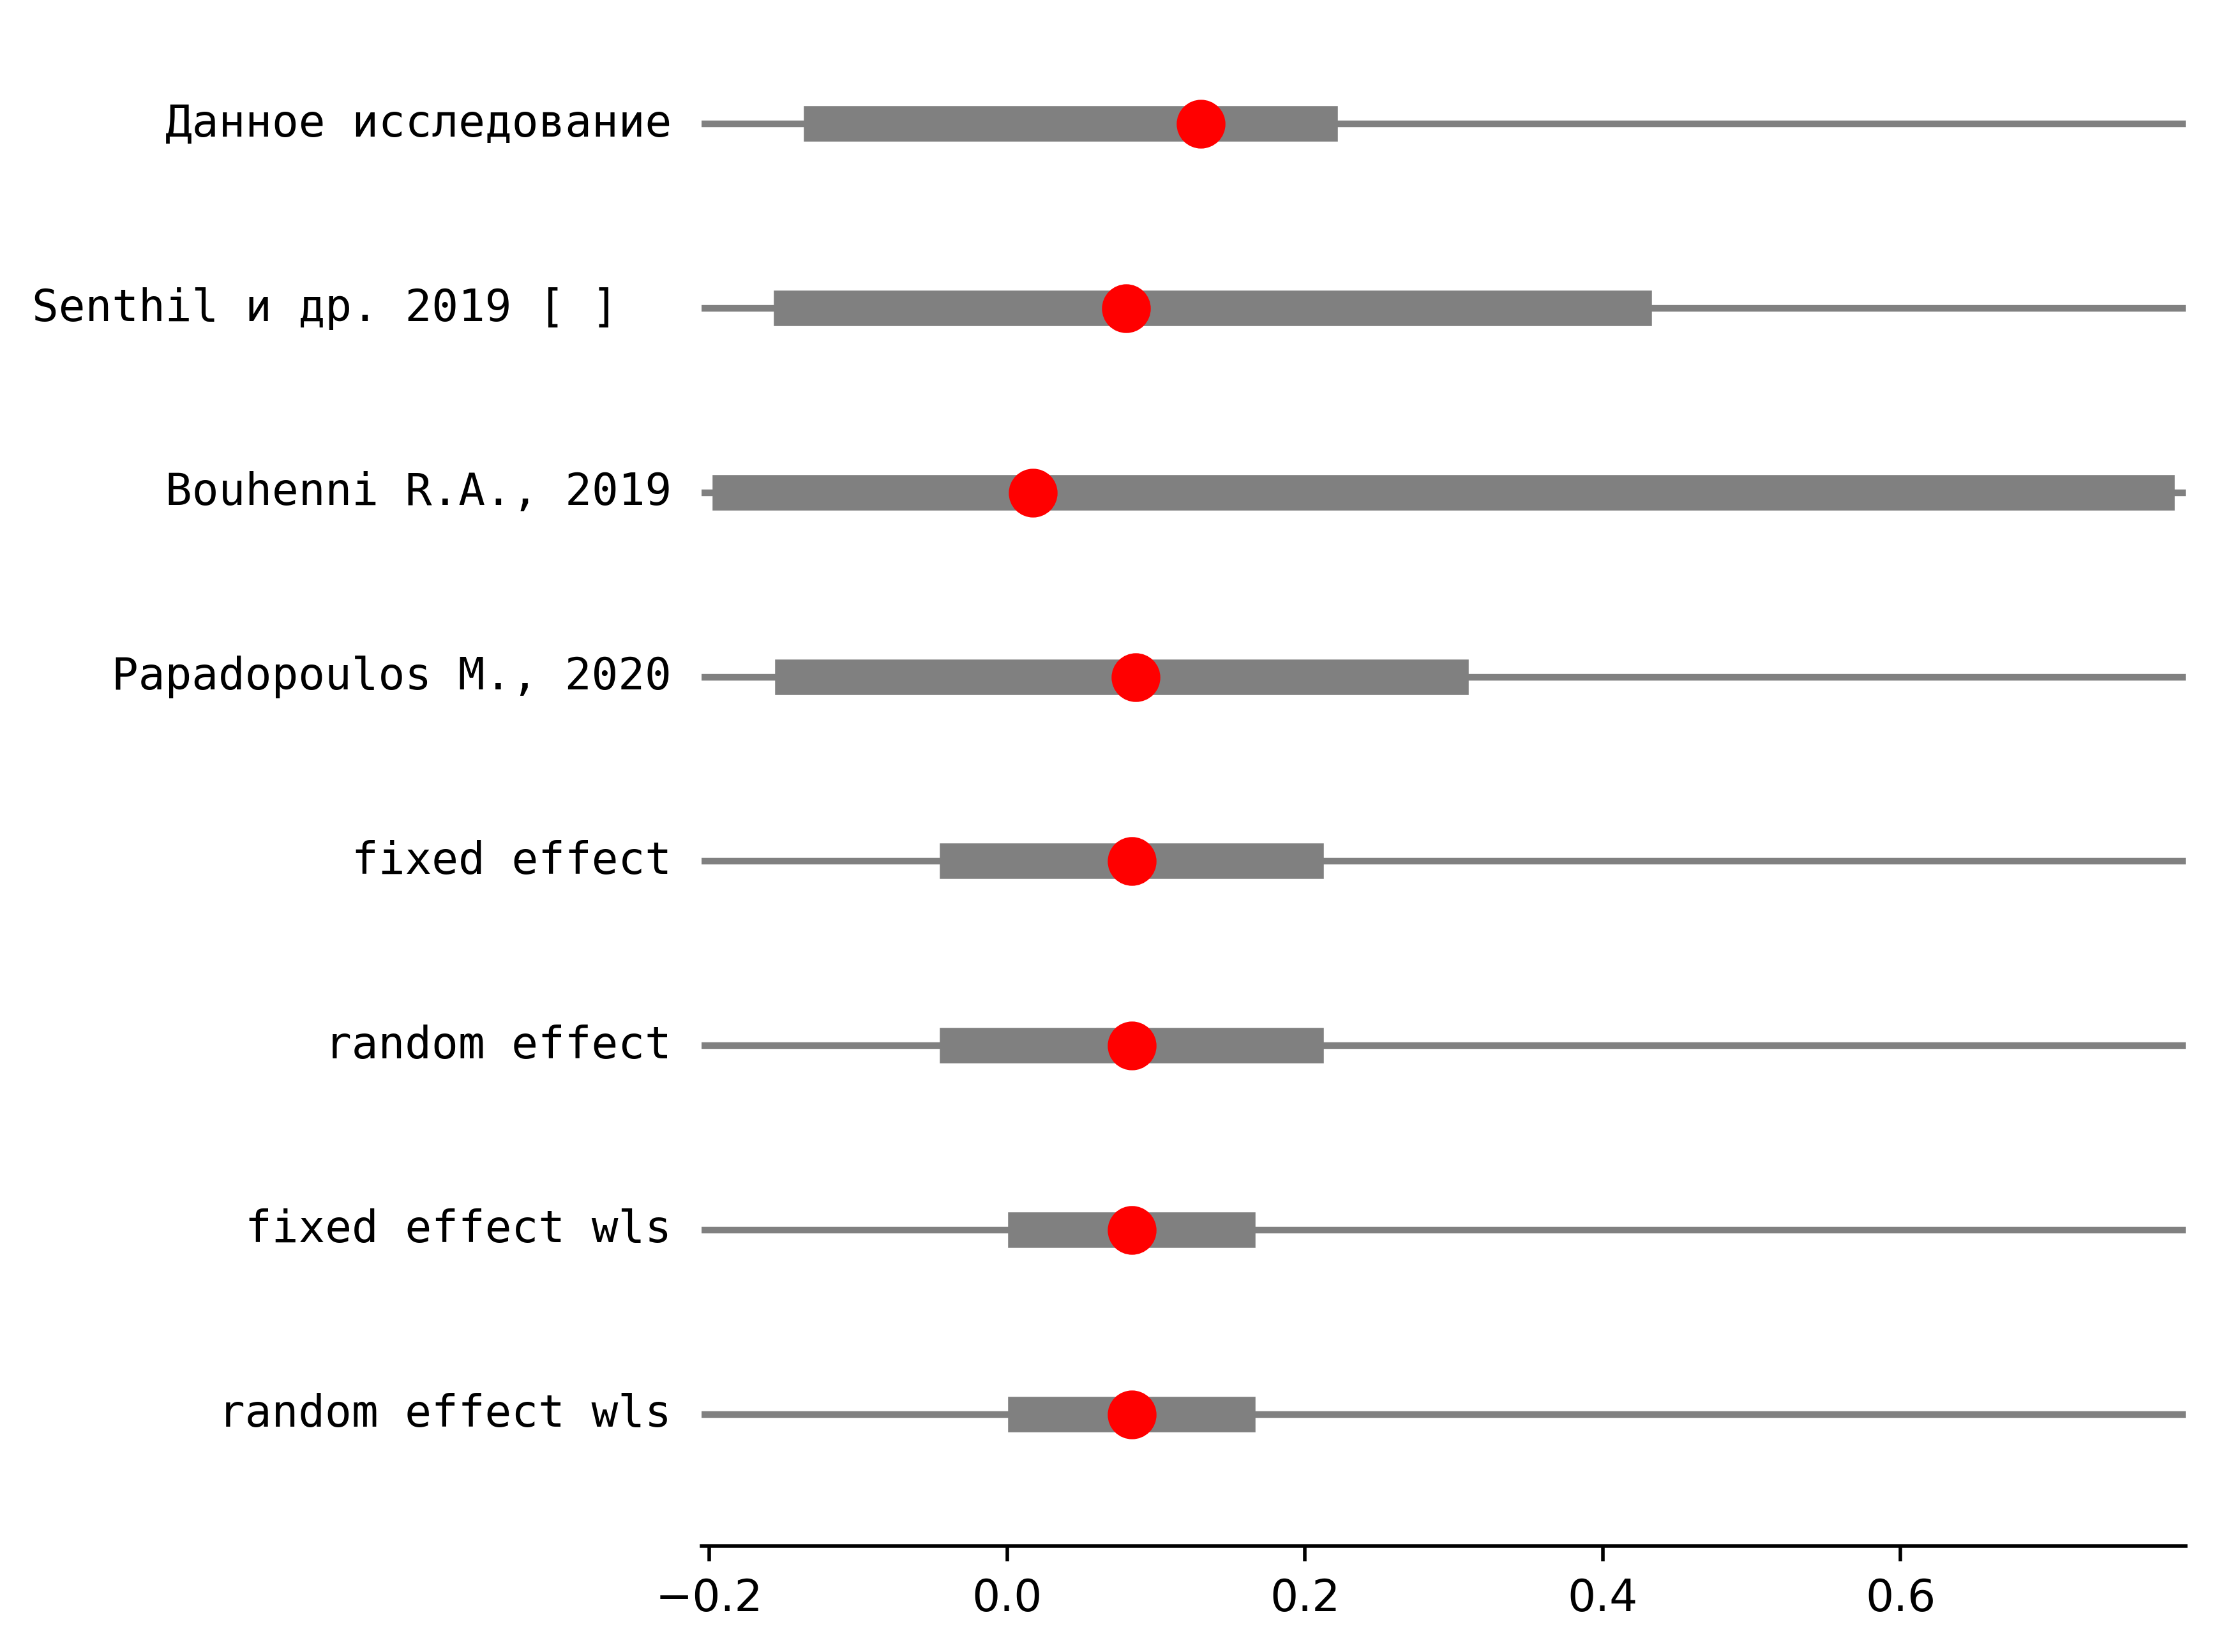 Данное исследование
Senthil и др. 2019 [ ]
Bouhenni R.A., 2019
Papadopoulos M., 2020
fixed effect
random effect
fixed effect wls
random effect wls
−0.2 0.0 0.2 0.4 0.6